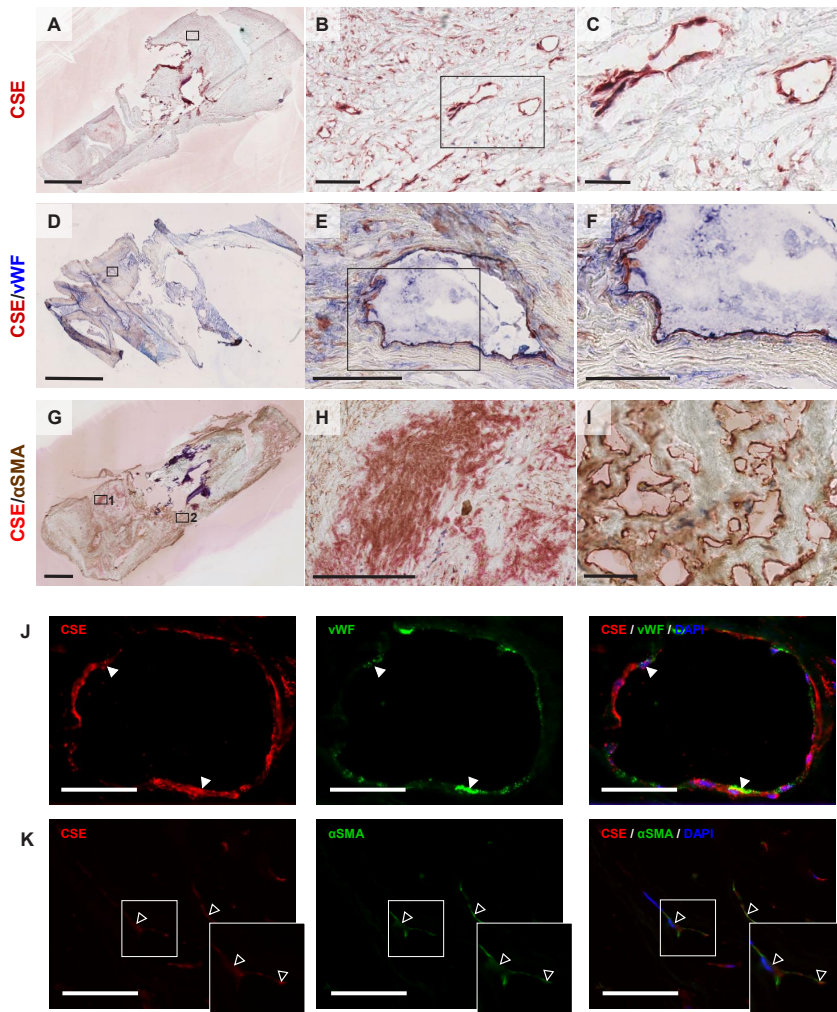 A B C
CSE
D E F
CSE/vWF
G H I
1
2
CSE/αSMA
J CSE vWF CSE / vWF / DAPI
K CSE αSMA CSE / αSMA / DAPI